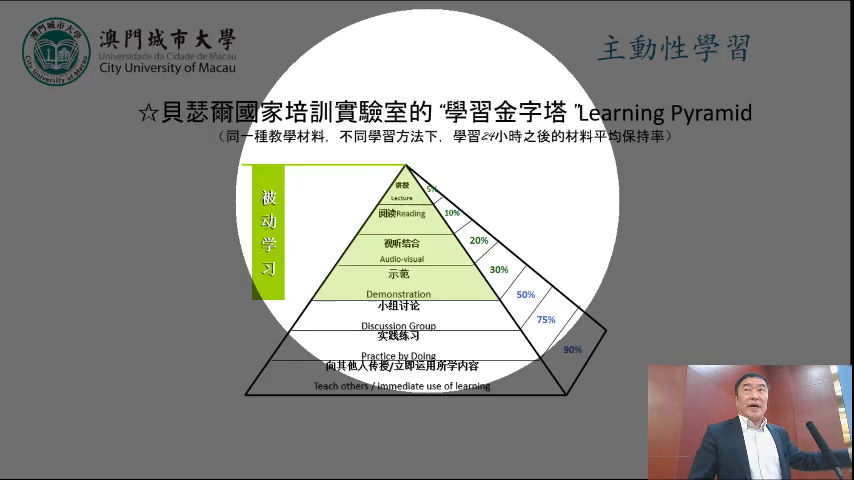 澳門城市大學
Universidade da Cidade de Macau
City University of Macau
主動性學習
☆貝瑟爾國家培訓實驗室的“學習金字塔”Learning Pyramid
（同一種教學材料，不同學習方法下，學習24小時之後的材料平均保持率）
被动学习
讲授
Lecture
5%
阅读Reading
10%
视听结合
Audio-visual
20%
示范
Demonstration
30%
小组讨论
Discussion Group
50%
实践练习
Practice by Doing
75%
向其他人传授/立即运用所学内容
Teach others / immediate use of learning
90%